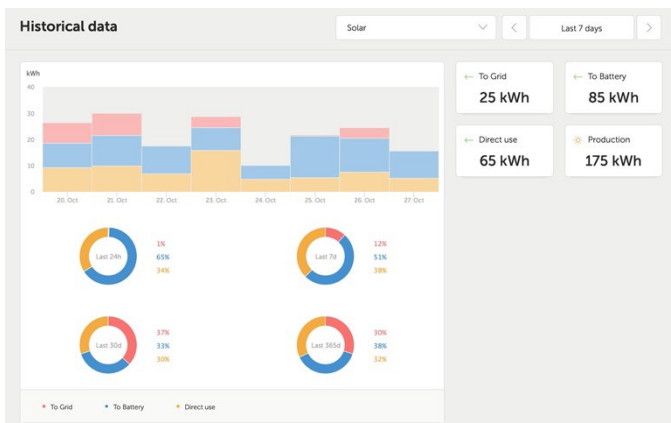 Historical data
Solar
Last 7 days
kWh
40
30
20
10
0
20. Oct
21. Oct
22. Oct
23. Oct
24. Oct
25. Oct
26. Oct
27. Oct
Last 24h
1%
65%
34%
Last 7d
12%
51%
38%
Last 30d
37%
33%
30%
Last 365d
30%
38%
32%
To Grid
To Battery
Direct use
To Grid
25 kWh
To Battery
85 kWh
Direct use
65 kWh
Production
175 kWh